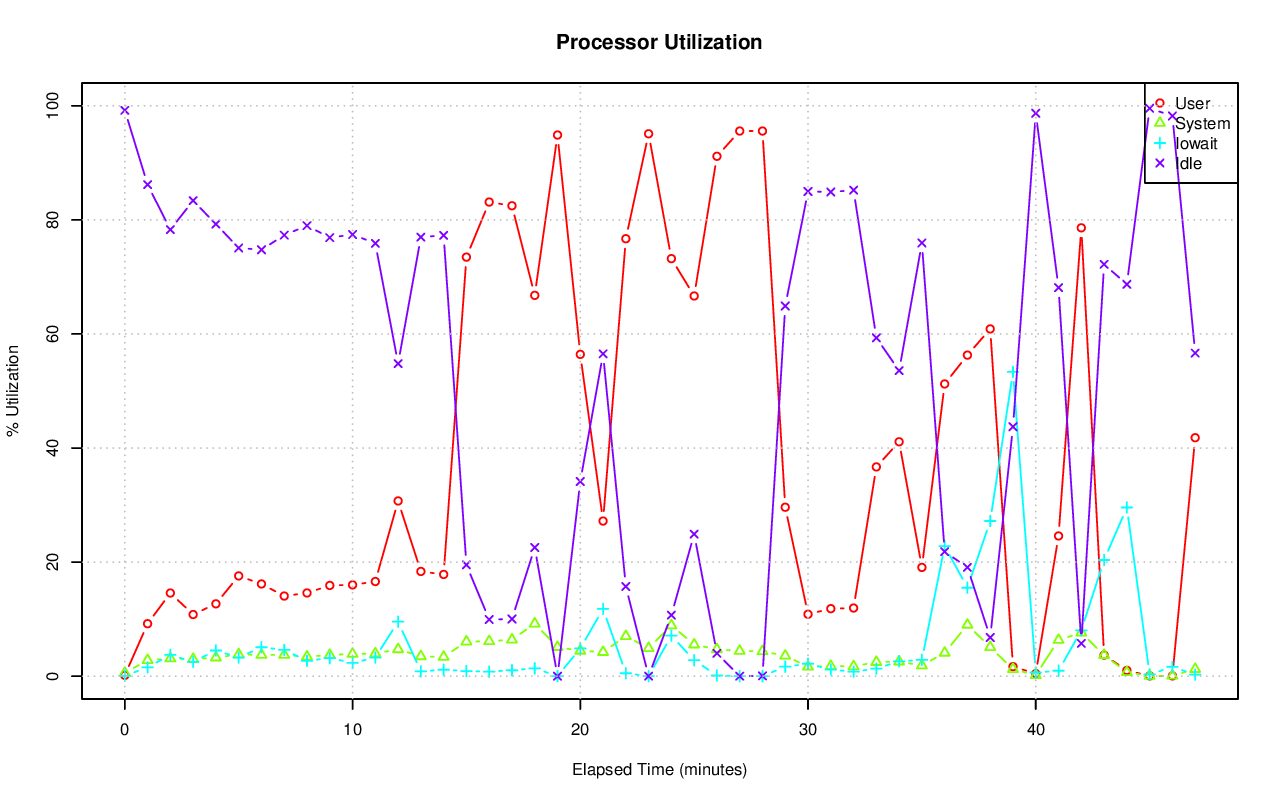 Processor Utilization
% Utilization
100
80
60
40
20
0
User
System
Iowait
Idle
0 10 20 30 40
Elapsed Time (minutes)